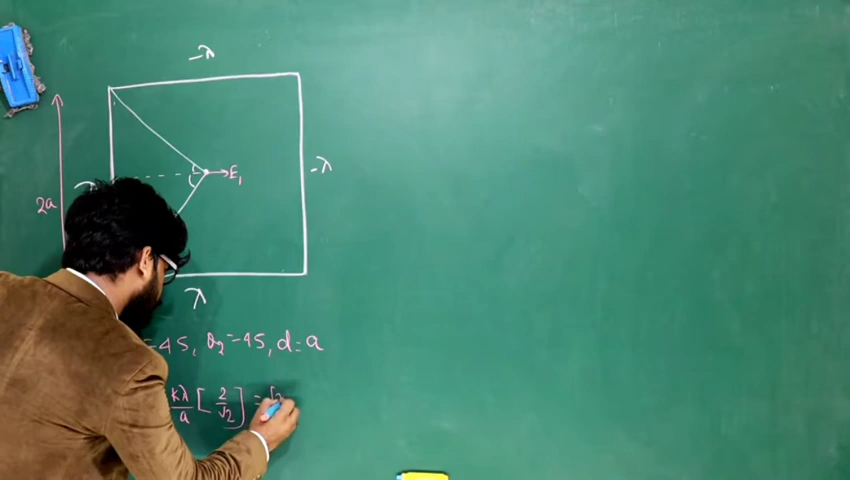 -λ
E₁
-λ
2a
λ
=45, θ₂=45, d=a
kλ/a [2/√2] =